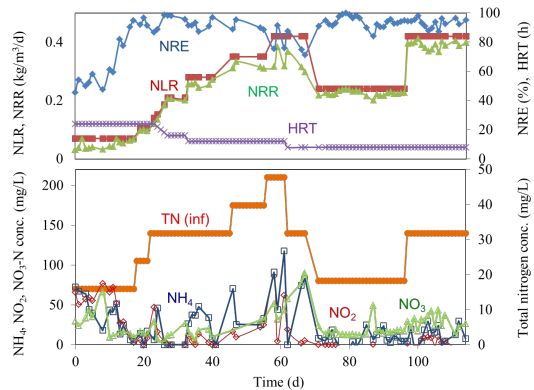 NLR, NRR (kg/m³/d)
0.4
0.2
0
NRE
NLR
NRR
HRT
100
80
60
40
20
0
NRE (%), HRT (h)
NH₄, NO₂, NO₃-N conc. (mg/L)
200
150
100
50
0
TN (inf)
NH₄
NO₂
NO₃
50
40
30
20
10
0
Total nitrogen conc. (mg/L)
0 20 40 60 80 100
Time (d)